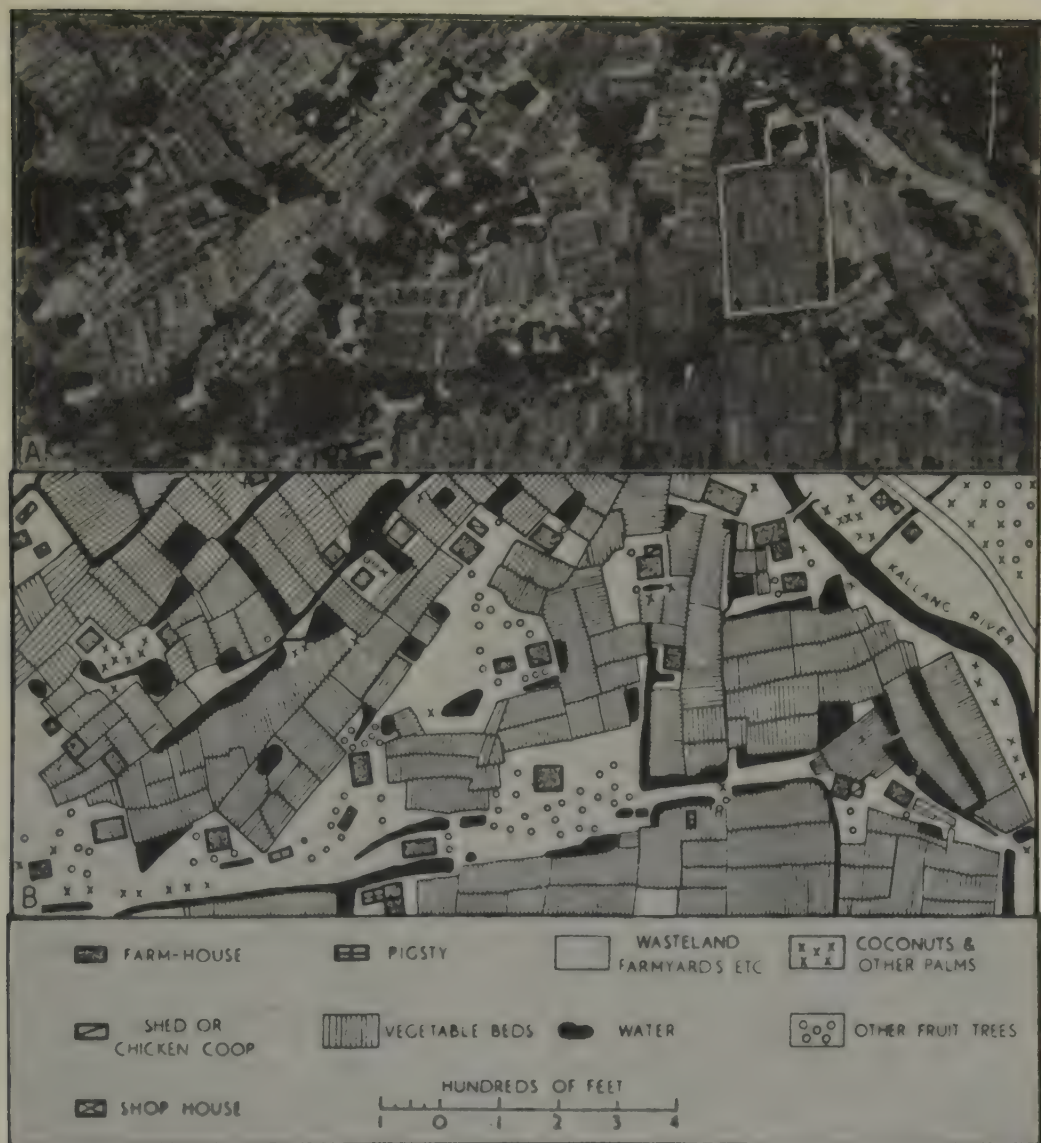 A
KALLANG RIVER
B
FARM-HOUSE
PIGSTY
WASTELAND
FARMYARDS ETC
COCONUTS &
OTHER PALMS
SHED OR
CHICKEN COOP
VEGETABLE BEDS
WATER
OTHER FRUIT TREES
SHOP HOUSE
HUNDREDS OF FEET
1 0 1 2 3 4